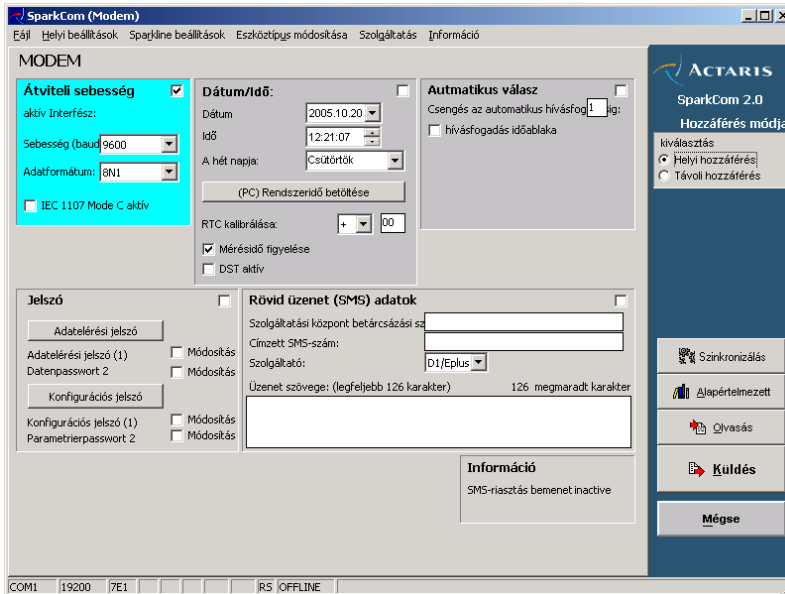 SparkCom (Modem)
Fájl Helyi beállítások Sparkline beállítások Eszköztípus módosítása Szolgáltatás Információ
MODEM
Átviteli sebesség
aktív Interfész:
Sebesség (baud 9600
Adatformátum: 8N1
IEC 1107 Mode C aktív
Dátum/Idő:
Dátum 2005.10.20
Idő 12:21:07
A hét napja: Csütörtök
(PC) Rendszeridő betöltése
RTC kalibrálása: + 00
Mérésidő figyelése
DST aktív
Autmatikus válasz
Csengés az automatikus hívásfog 1 sig:
hívásfogadás időablaka
Jelszó
Adatelérési jelszó
Adatelérési jelszó (1) Módosítás
Datenpasswort 2 Módosítás
Konfigurációs jelszó
Konfigurációs jelszó (1) Módosítás
Parametrierpasswort 2 Módosítás
Rövid üzenet (SMS) adatok
Szolgáltatási központ betárcsázási sz
Címzett SMS-szám:
Szolgáltató: D1/Eplus
Üzenet szövege: (legfeljebb 126 karakter) 126 megmaradt karakter
Információ
SMS-riasztás bemenet inactive
ACTARIS
SparkCom 2.0
Hozzáférés módja
kiválasztás
Helyi hozzáférés
Távoli hozzáférés
Szinkronizálás
Alapértelmezett
Olvasás
Küldés
Mégse
COM1 19200 7E1 RS OFFLINE